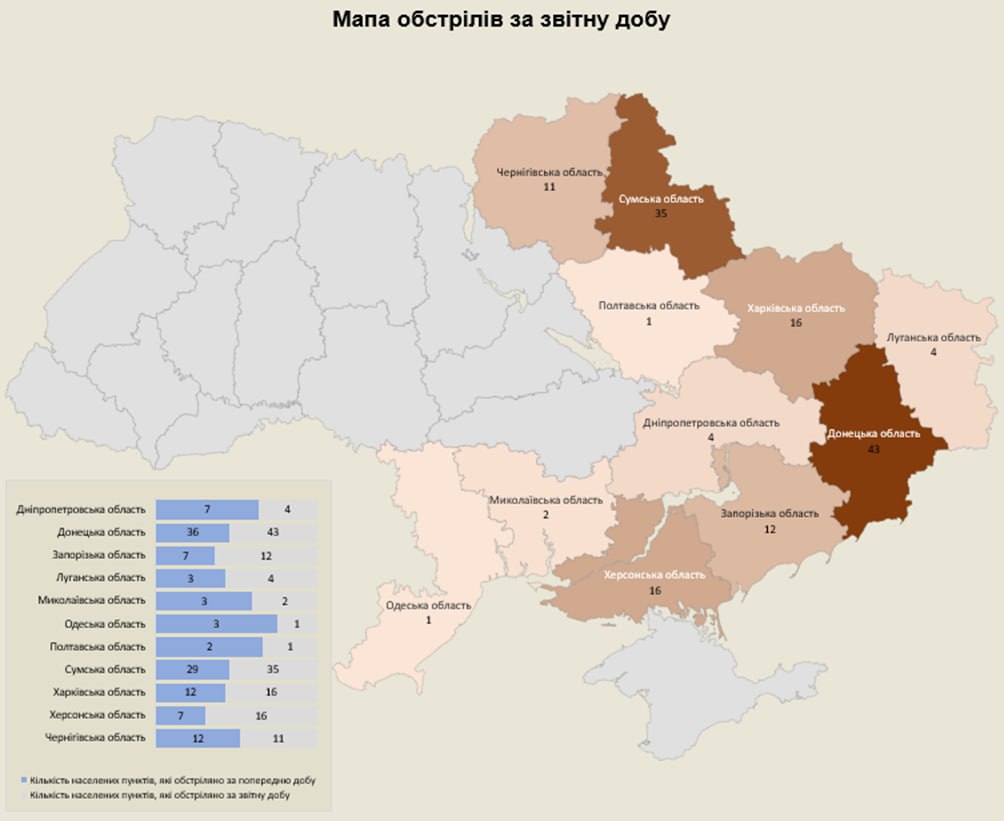 Мапа обстрілів за звітну добу
Чернігівська область
11
Сумська область
35
Полтавська область
1
Харківська область
16
Луганська область
4
Дніпропетровська область
4
Донецька область
43
Миколаївська область
2
Запорізька область
12
Херсонська область
16
Одеська область
1
Дніпропетровська область 7 4
Донецька область 36 43
Запорізька область 7 12
Луганська область 3 4
Миколаївська область 3 2
Одеська область 3 1
Полтавська область 2 1
Сумська область 29 35
Харківська область 12 16
Херсонська область 7 16
Чернігівська область 12 11
Кількість населених пунктів, які обстріляно за попередню добу
Кількість населених пунктів, які обстріляно за звітну добу